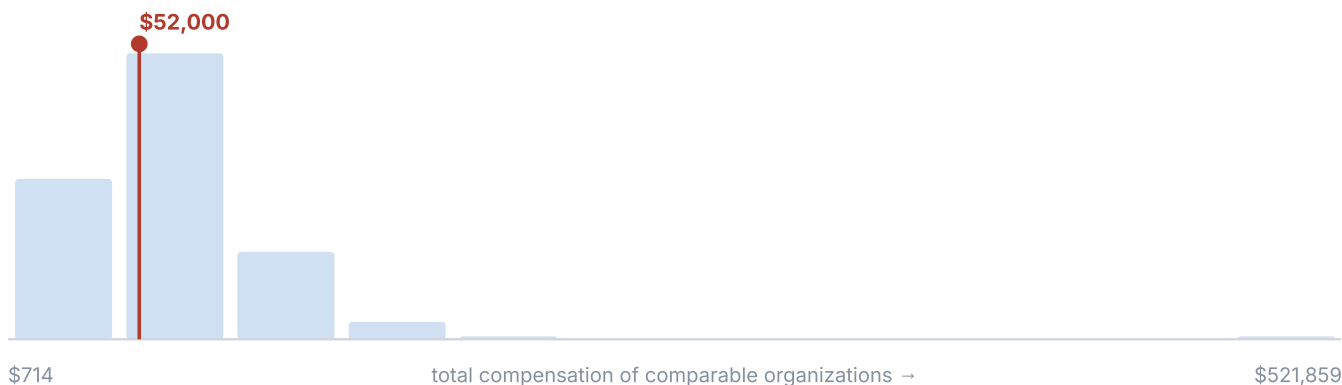 $52,000
$714
total compensation of comparable organizations →
$521,859